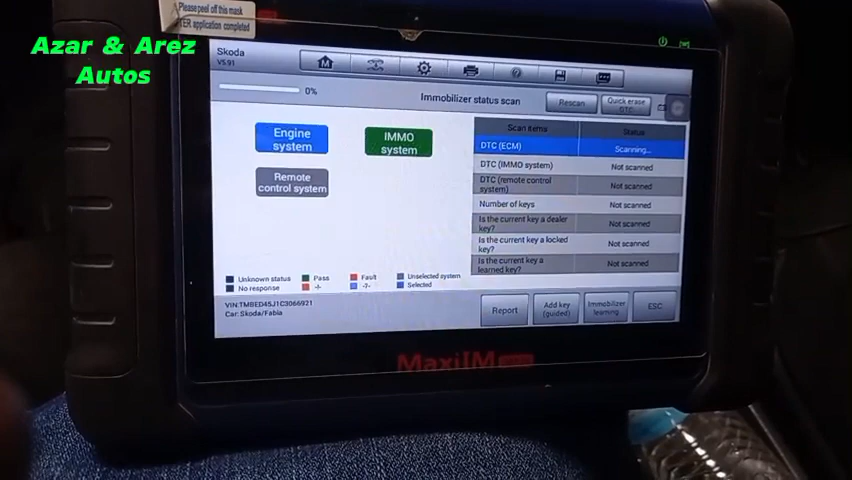 Please peel off this mask
TER application completed
Azar & Arez
Autos
Skoda
V5.91
0%
Immobilizer status scan
Rescan
Quick erase
DTC
Engine
system
IMMO
system
Remote
control system
Scan items
Status
DTC (ECM)
Scanning...
DTC (IMMO system)
Not scanned
DTC (remote control
system)
Not scanned
Number of keys
Not scanned
Is the current key a dealer
key?
Not scanned
Is the current key a locked
key?
Not scanned
Is the current key a
learned key?
Not scanned
Unknown status
Pass
Fault
Unselected system
No response
-!-
-?-
Selected
VIN:TMBED45J1C3066921
Car: Skoda/Fabia
Report
Add key
(guided)
Immobilizer
learning
ESC
MaxiIM